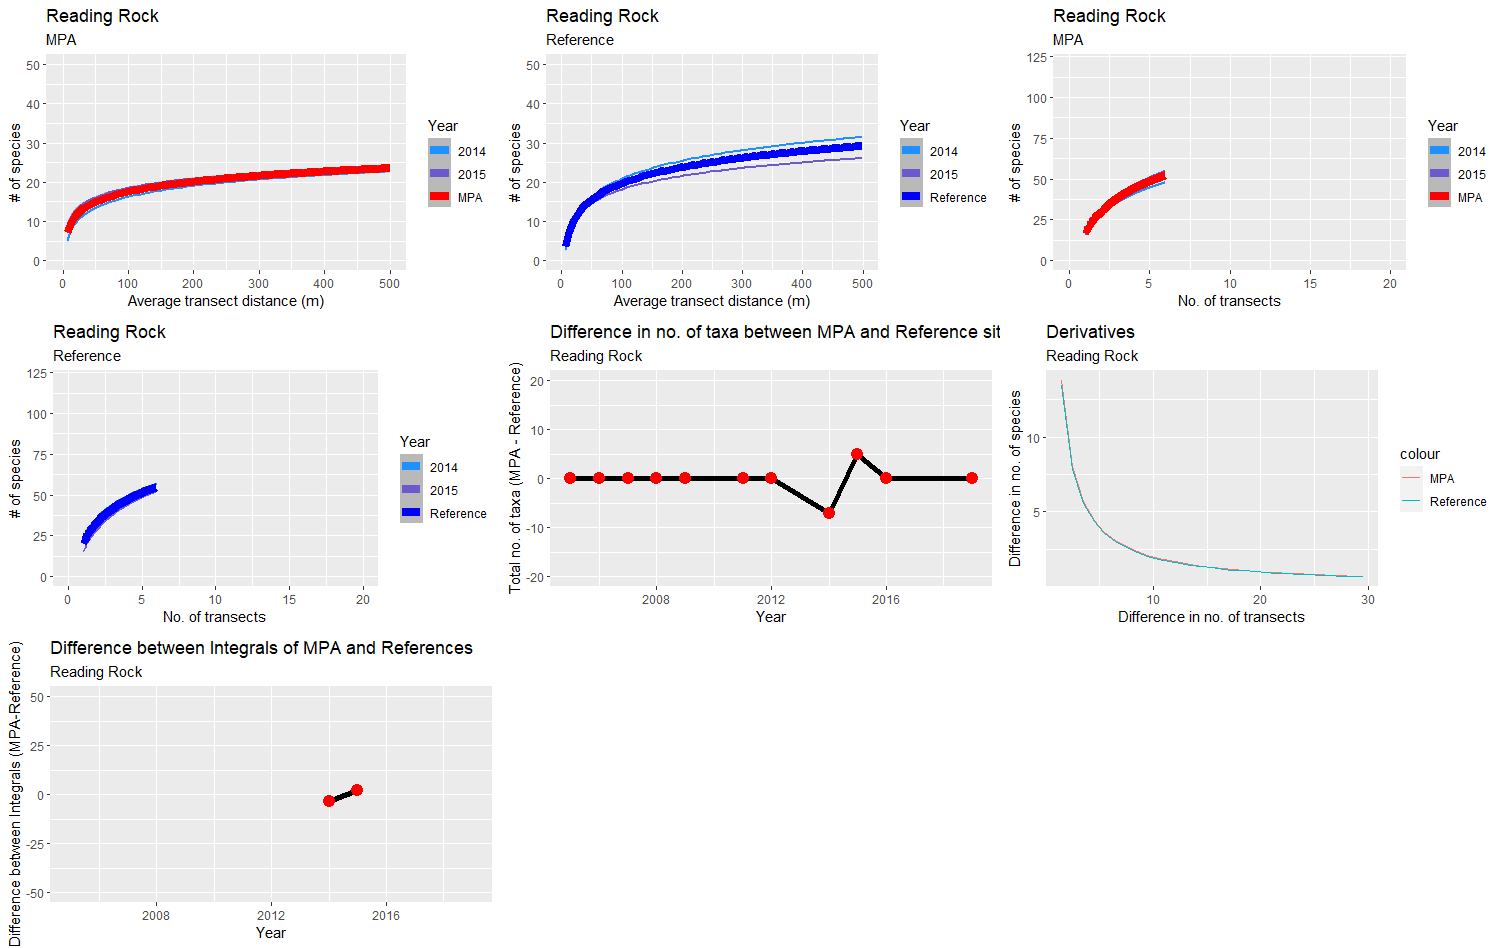 Reading Rock
MPA
# of species
50
40
30
20
10
0
0 100 200 300 400 500
Average transect distance (m)
Year
2014
2015
MPA
Reading Rock
Reference
# of species
50
40
30
20
10
0
0 100 200 300 400 500
Average transect distance (m)
Year
2014
2015
Reference
Reading Rock
MPA
# of species
125
100
75
50
25
0
0 5 10 15 20
No. of transects
Year
2014
2015
MPA
Reading Rock
Reference
# of species
125
100
75
50
25
0
0 5 10 15 20
No. of transects
Year
2014
2015
Reference
Difference in no. of taxa between MPA and Reference sit
Reading Rock
Total no. of taxa (MPA - Reference)
20
10
0
-10
-20
2008 2012 2016
Year
Derivatives
Reading Rock
Difference in no. of species
10
5
10 20 30
Difference in no. of transects
colour
MPA
Reference
Difference between Integrals of MPA and References
Reading Rock
Difference between Integrals (MPA-Reference)
50
25
0
-25
-50
2008 2012 2016
Year